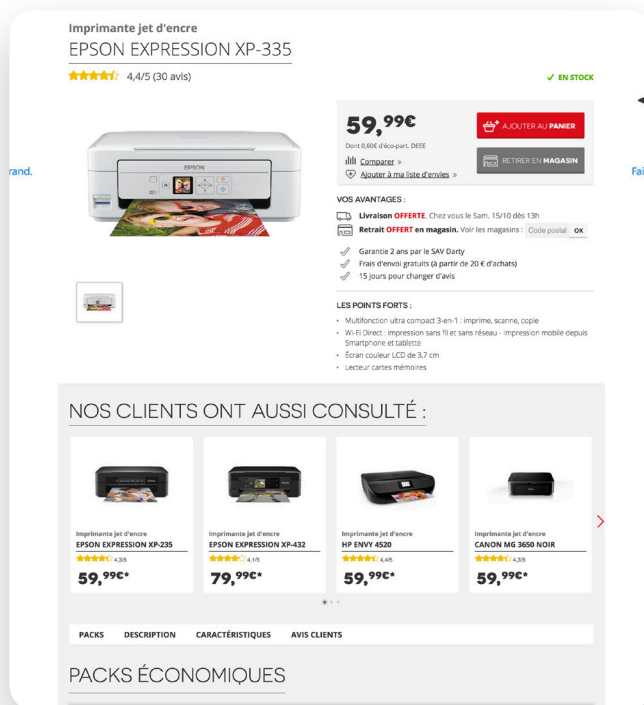 Imprimante jet d'encre
EPSON EXPRESSION XP-335
4,4/5 (30 avis)
EN STOCK
59,99€
AJOUTER AU PANIER
Dont 0,60€ d'éco-part. DEEE
Comparer »
RETIRER EN MAGASIN
Ajouter à ma liste d'envies »
rand.
Fai
EPSON
VOS AVANTAGES :
Livraison OFFERTE. Chez vous le Sam. 15/10 dès 13h
Retrait OFFERT en magasin. Voir les magasins : Code postal OK
Garantie 2 ans par le SAV Darty
Frais d'envoi gratuits (à partir de 20 € d'achats)
15 jours pour changer d'avis
LES POINTS FORTS :
• Multifonction ultra compact 3-en-1 : imprime, scanne, copie
• Wi-Fi Direct : impression sans fil et sans réseau - Impression mobile depuis
Smartphone et tablette
• Écran couleur LCD de 3,7 cm
• Lecteur cartes mémoires
NOS CLIENTS ONT AUSSI CONSULTÉ :
Imprimante jet d'encre
EPSON EXPRESSION XP-235
4,3/5
59,99€*
Imprimante jet d'encre
EPSON EXPRESSION XP-432
4,1/5
79,99€*
Imprimante jet d'encre
HP ENVY 4520
4,4/5
59,99€*
Imprimante jet d'encre
CANON MG 3650 NOIR
4,3/5
59,99€*
PACKS DESCRIPTION CARACTÉRISTIQUES AVIS CLIENTS
PACKS ÉCONOMIQUES